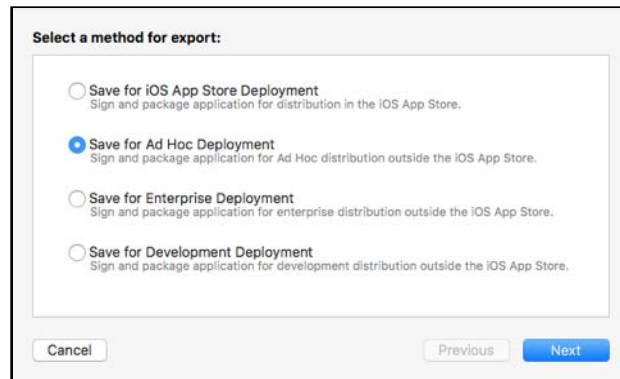 Select a method for export:
Save for iOS App Store Deployment
Sign and package application for distribution in the iOS App Store.
Save for Ad Hoc Deployment
Sign and package application for Ad Hoc distribution outside the iOS App Store.
Save for Enterprise Deployment
Sign and package application for enterprise distribution outside the iOS App Store.
Save for Development Deployment
Sign and package application for development distribution outside the iOS App Store.
Cancel Previous Next